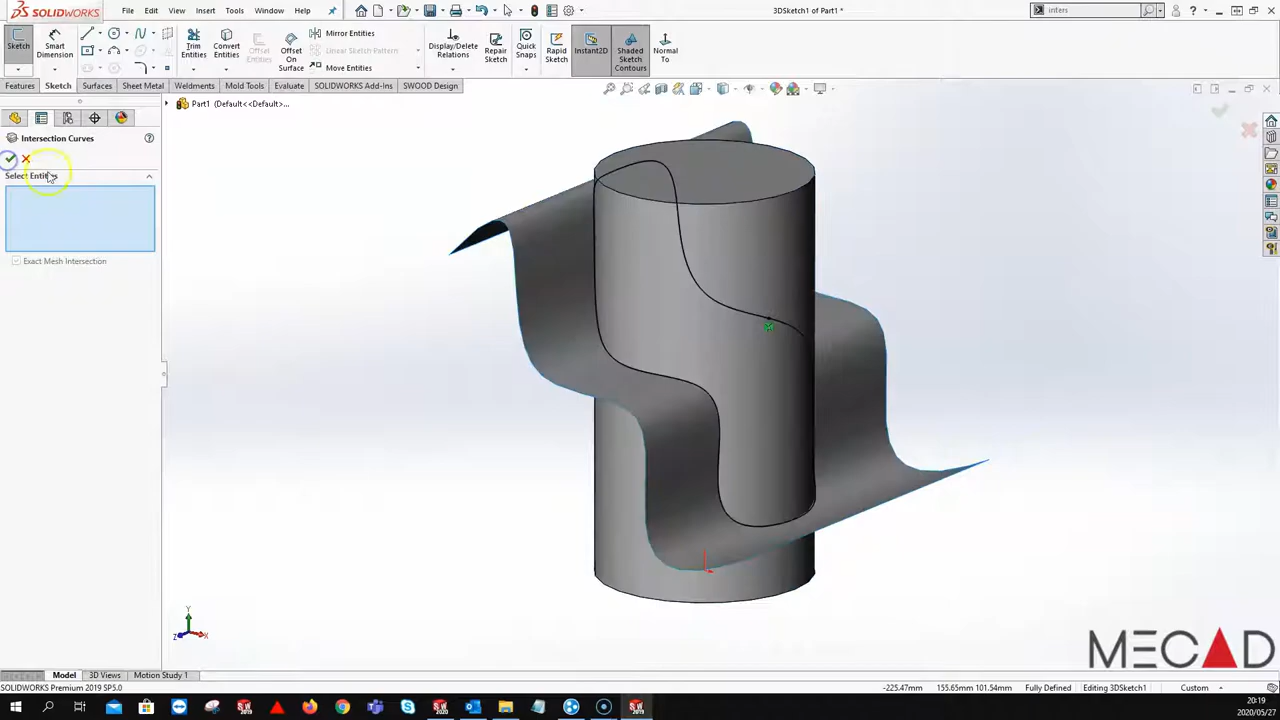 SOLIDWORKS
File Edit View Insert Tools Window Help
3DSketch1 of Part1 *
inters
Sketch
Smart Dimension
Trim Entities
Convert Entities
Offset Entities
Offset On Surface
Mirror Entities
Linear Sketch Pattern
Move Entities
Display/Delete Relations
Repair Sketch
Quick Snaps
Rapid Sketch
Instant2D
Shaded Sketch Contours
Normal To
Features Sketch Surfaces Sheet Metal Weldments Mold Tools Evaluate SOLIDWORKS Add-Ins SWOOD Design
Part1 (Default<<Default>...
Intersection Curves
Select Entities
Exact Mesh Intersection
Y
Z X
MECAD
Model 3D Views Motion Study 1
SOLIDWORKS Premium 2019 SP5.0
-225.47mm 155.65mm 101.54mm Fully Defined Editing 3DSketch1 Custom
20:19
2020/05/27